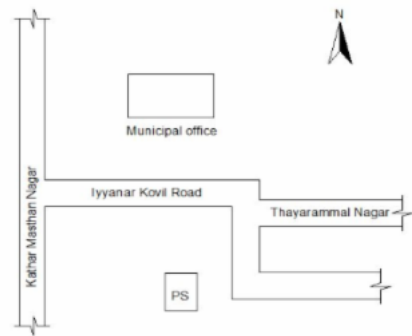 N
Municipal office
Iyyanar Kovil Road
Thayarammal Nagar
Kathar Masthan Nagar
PS